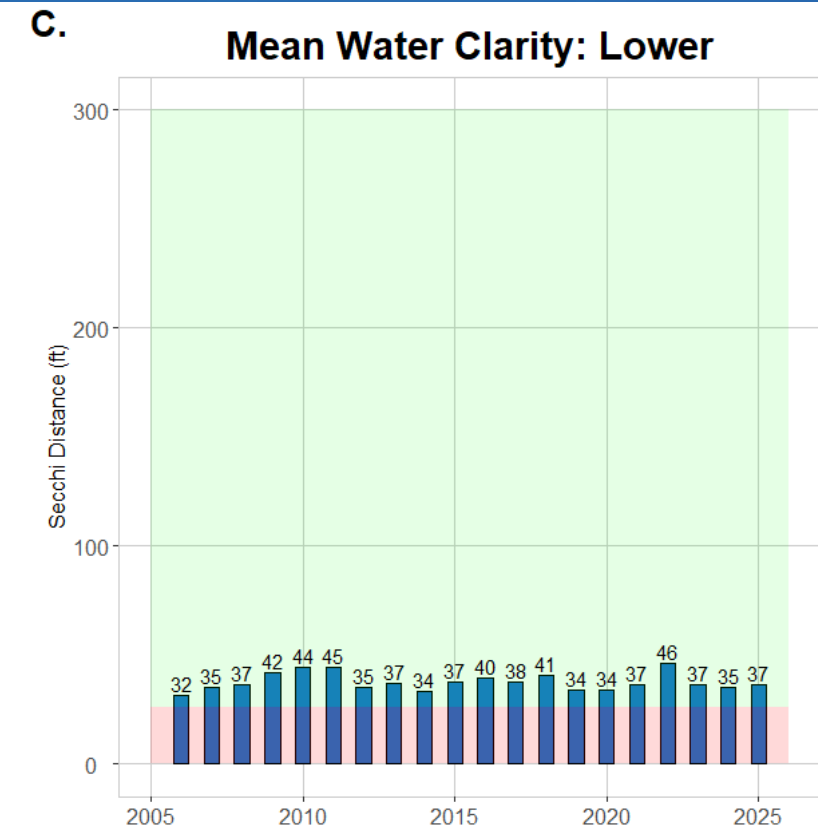 C.
Mean Water Clarity: Lower
300
200
100
0
Secchi Distance (ft)
32 35 37 42 44 45 35 37 34 37 40 38 41 34 34 37 46 37 35 37
2005 2010 2015 2020 2025